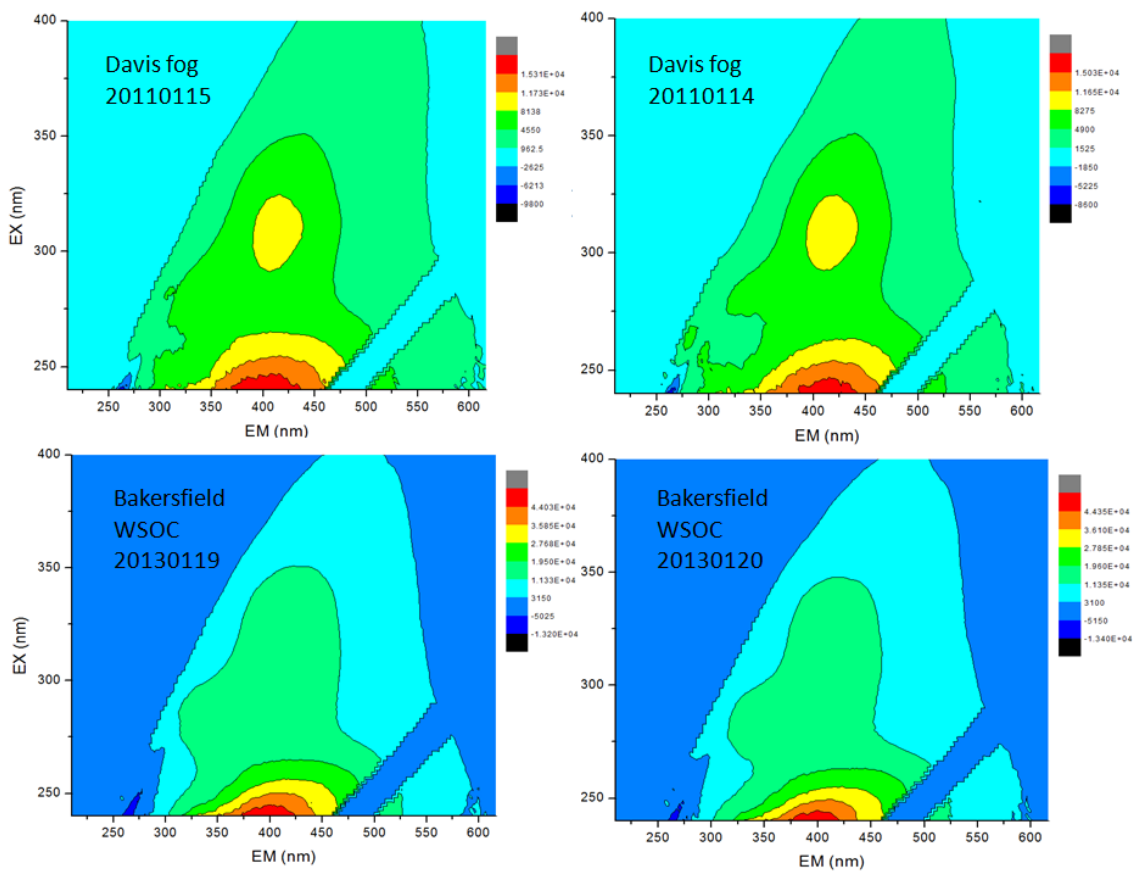 400
350
300
250
EX (nm)
Davis fog
20110115
1.531E+04
1.173E+04
8138
4550
962.5
-2625
-6213
-9800
250 300 350 400 450 500 550 600
EM (nm)
400
350
300
250
Davis fog
20110114
1.503E+04
1.165E+04
8275
4900
1525
-1850
-5225
-8600
250 300 350 400 450 500 550 600
EM (nm)
400
350
300
250
EX (nm)
Bakersfield
WSOC
20130119
4.403E+04
3.585E+04
2.768E+04
1.950E+04
1.133E+04
3150
-5025
-1.320E+04
250 300 350 400 450 500 550 600
EM (nm)
400
350
300
250
Bakersfield
WSOC
20130120
4.435E+04
3.610E+04
2.785E+04
1.960E+04
1.135E+04
3100
-5150
-1.340E+04
250 300 350 400 450 500 550 600
EM (nm)